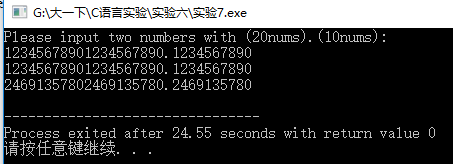 G:\大一下\C语言实验\实验六\实验7.exe
Please input two numbers with (20nums).(10nums):
12345678901234567890.1234567890
12345678901234567890.1234567890
24691357802469135780.2469135780
--------------------------------
Process exited after 24.55 seconds with return value 0
请按任意键继续. . .